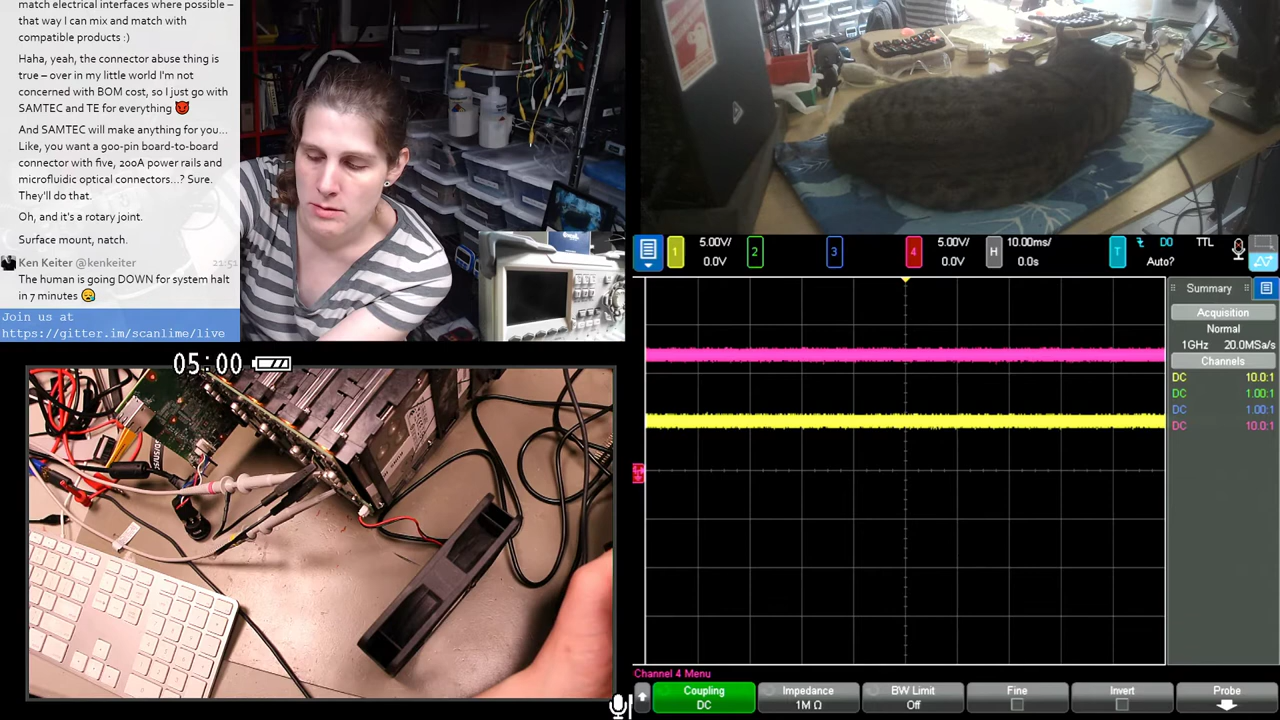 match electrical interfaces where possible –
that way I can mix and match with
compatible products :)
Haha, yeah, the connector abuse thing is
true – over in my little world I'm not
concerned with BOM cost, so I just go with
SAMTEC and TE for everything 😈
And SAMTEC will make anything for you...
Like, you want a 900-pin board-to-board
connector with five, 200A power rails and
microfluidic optical connectors...? Sure.
They'll do that.
Oh, and it's a rotary joint.
Surface mount, natch.
Ken Keiter @kenkeiter 21:51
The human is going DOWN for system halt
in 7 minutes 😪
Join us at
https://gitter.im/scanlime/live
05:00
1 5.00V/ 0.0V
2
3
4 5.00V/ 0.0V
H 10.00ms/ 0.0s
T D0 TTL
Auto?
Summary
Acquisition
Normal
1GHz 20.0MSa/s
Channels
DC 10.0:1
DC 1.00:1
DC 1.00:1
DC 10.0:1
Channel 4 Menu
Coupling
DC
Impedance
1M Ω
BW Limit
Off
Fine
Invert
Probe